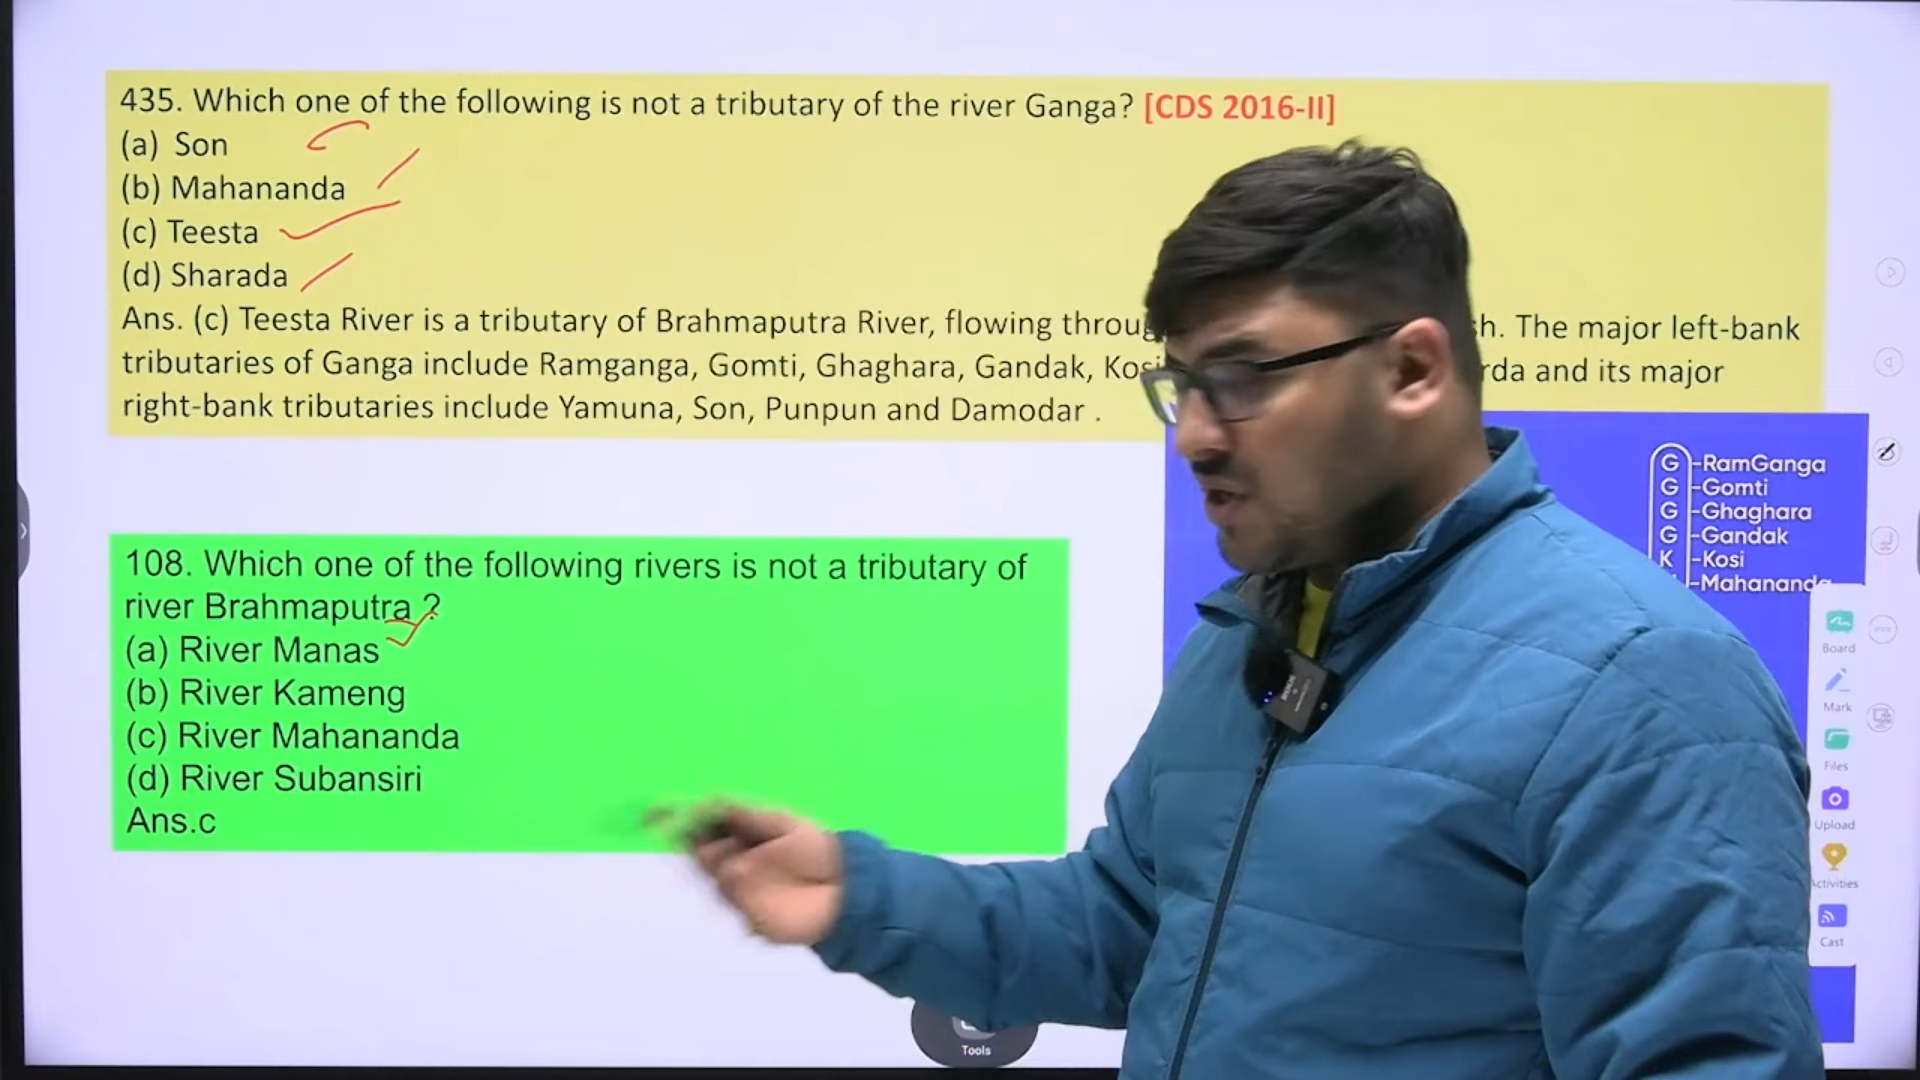 435. Which one of the following is not a tributary of the river Ganga? [CDS 2016-II]
(a) Son
(b) Mahananda
(c) Teesta
(d) Sharada
Ans. (c) Teesta River is a tributary of Brahmaputra River, flowing
The major left-bank
tributaries of Ganga include Ramganga, Gomti, Ghaghara, Gandak,
and its major
right-bank tributaries include Yamuna, Son, Punpun and Damodar .
G -RamGanga
G -Gomti
G -Ghaghara
G -Gandak
K -Kosi
-Mahananda
108. Which one of the following rivers is not a tributary of
river Brahmaputra ?
(a) River Manas
(b) River Kameng
(c) River Mahananda
(d) River Subansiri
Ans.c
Board
Mark
Files
Upload
Activities
Cast
Tools